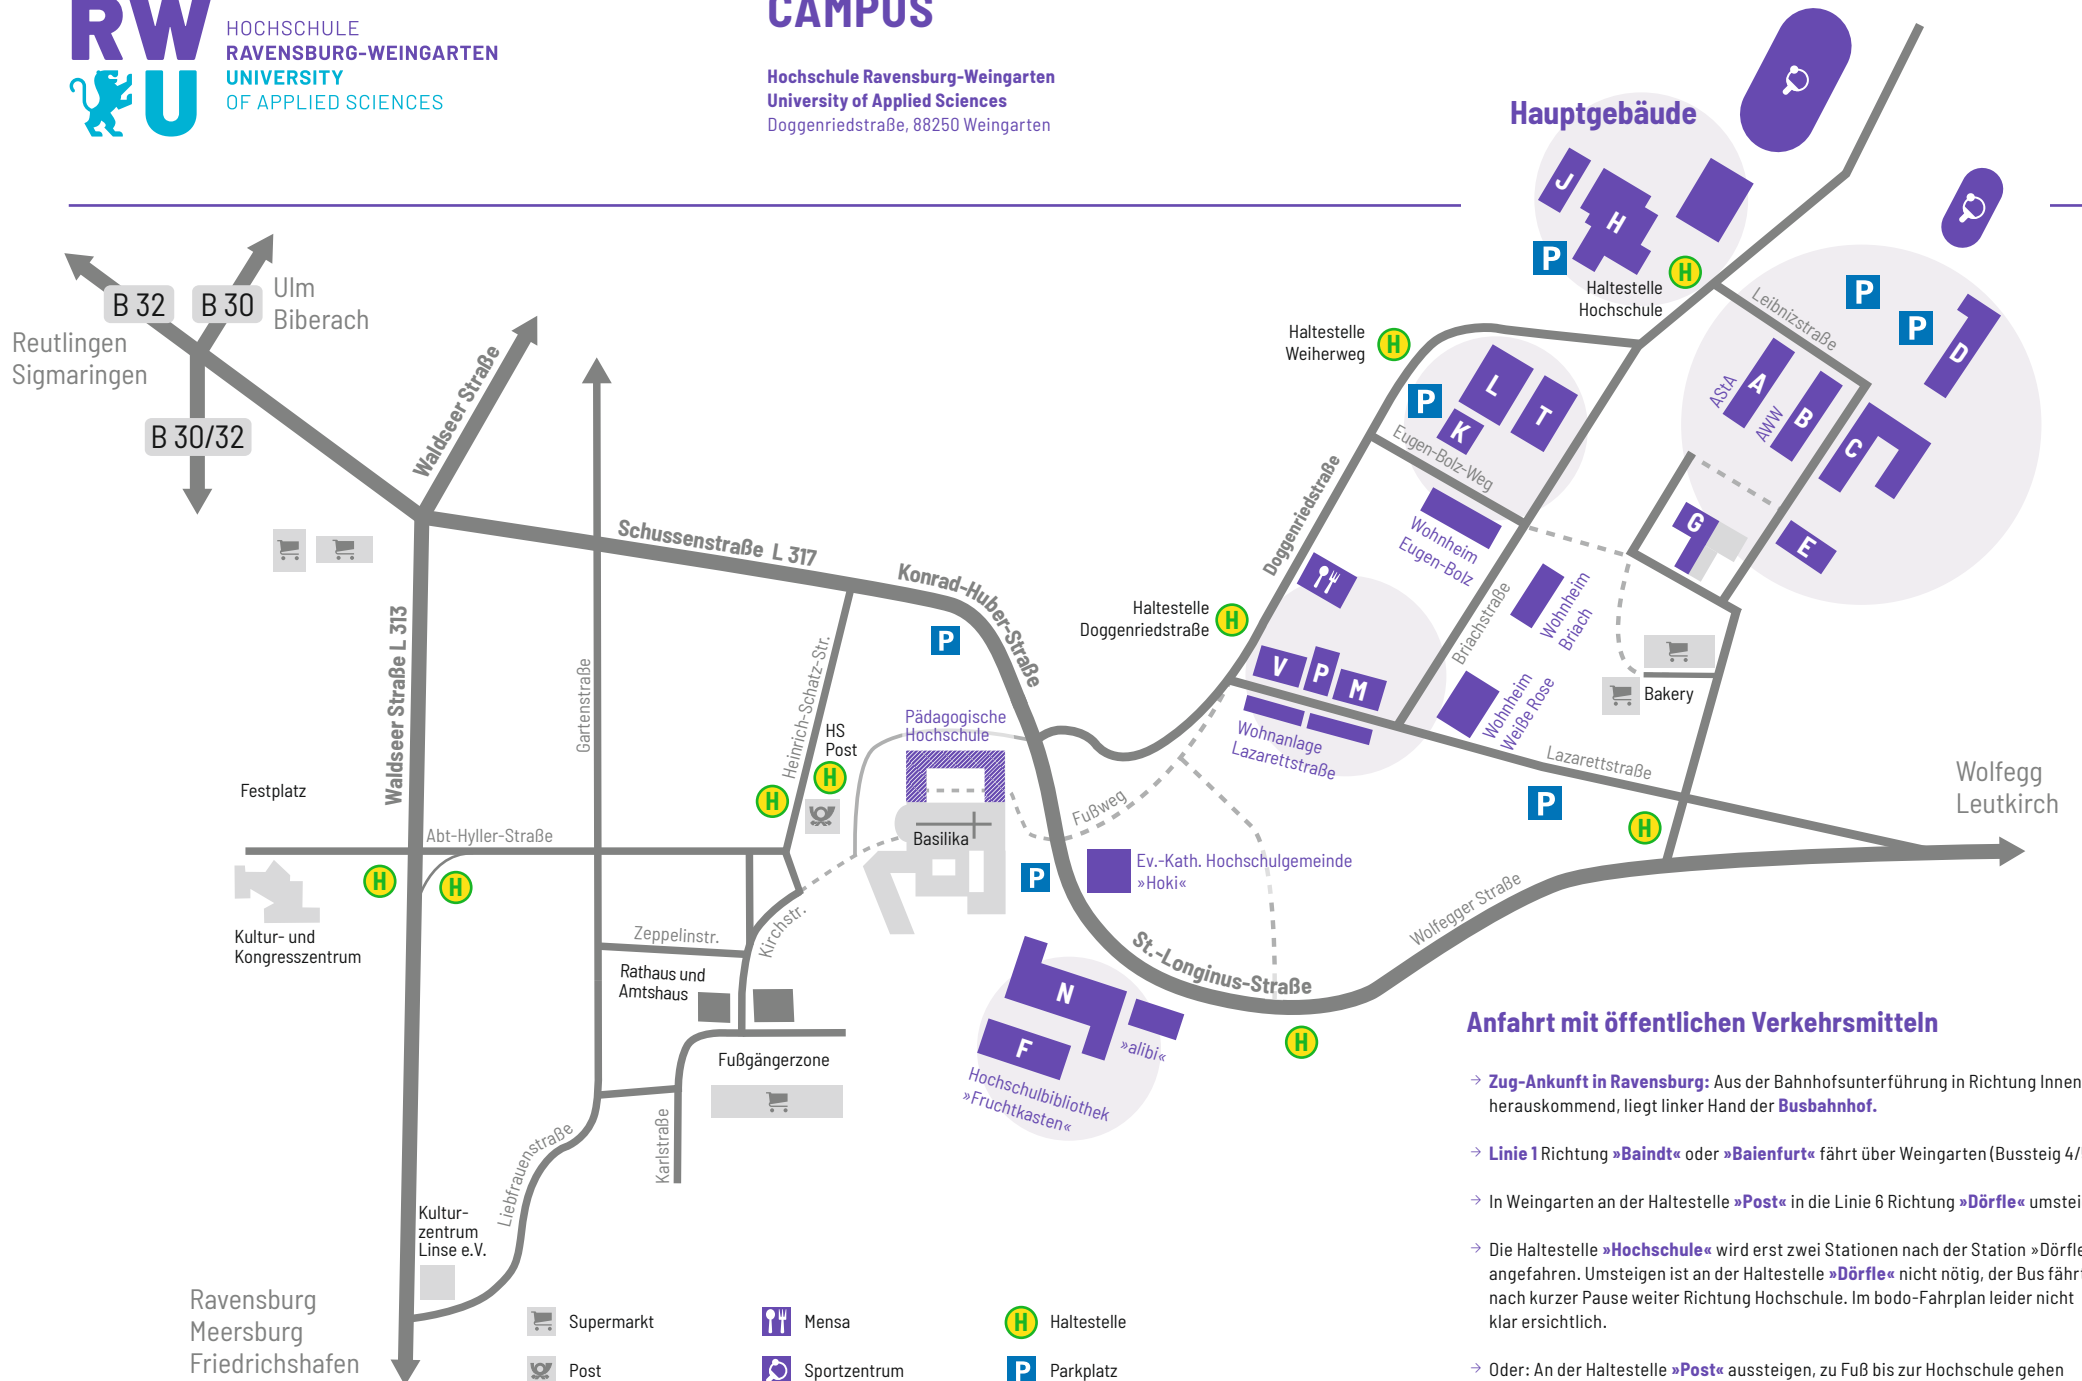 RW
U
HOCHSCHULE
RAVENSBURG-WEINGARTEN
UNIVERSITY
OF APPLIED SCIENCES
CAMPUS
Hochschule Ravensburg-Weingarten
University of Applied Sciences
Doggenriedstraße, 88250 Weingarten
Hauptgebäude
J
H
P
H
Haltestelle
Hochschule
B 32
B 30
Ulm
Biberach
Reutlingen
Sigmaringen
B 30/32
Waldseer Straße
Haltestelle
Weiherweg
H
Leibnizstraße
P
P
D
A
AStA
B
AWW
C
G
E
L
T
P
K
Eugen-Bolz-Weg
Doggenriedstraße
Wohnheim
Eugen-Bolz
Schussenstraße L 317
Konrad-Huber-Straße
P
Haltestelle
Doggenriedstraße
H
Briachstraße
Wohnheim
Briach
Waldseer Straße L 313
Gartenstraße
Heinrich-Schatz-Str.
V
P
M
Wohnheim
Weiße Rose
Bakery
Wohnanlage
Lazarettstraße
Lazarettstraße
Pädagogische
Hochschule
HS
Post
H
H
Festplatz
Abt-Hyller-Straße
Basilika
Fußweg
P
H
Wolfegg
Leutkirch
H
H
P
Ev.-Kath. Hochschulgemeinde
»Hoki«
Kultur- und
Kongresszentrum
Zeppelinstr.
Kirchstr.
Rathaus und
Amtshaus
Wolfegger Straße
St.-Longinus-Straße
H
N
F
»alibi«
Hochschulbibliothek
»Fruchtkasten«
Fußgängerzone
Karlstraße
Liebfrauenstraße
Kultur-
zentrum
Linse e.V.
Ravensburg
Meersburg
Friedrichshafen
Supermarkt
Mensa
H Haltestelle
Post
Sportzentrum
P Parkplatz
Anfahrt mit öffentlichen Verkehrsmitteln
→ Zug-Ankunft in Ravensburg: Aus der Bahnhofsunterführung in Richtung Innen
herauskommend, liegt linker Hand der Busbahnhof.
→ Linie 1 Richtung »Baindt« oder »Baienfurt« fährt über Weingarten (Bussteig 4/
→ In Weingarten an der Haltestelle »Post« in die Linie 6 Richtung »Dörfle« umstei
→ Die Haltestelle »Hochschule« wird erst zwei Stationen nach der Station »Dörfle
angefahren. Umsteigen ist an der Haltestelle »Dörfle« nicht nötig, der Bus fähr
nach kurzer Pause weiter Richtung Hochschule. Im bodo-Fahrplan leider nicht
klar ersichtlich.
→ Oder: An der Haltestelle »Post« aussteigen, zu Fuß bis zur Hochschule gehen